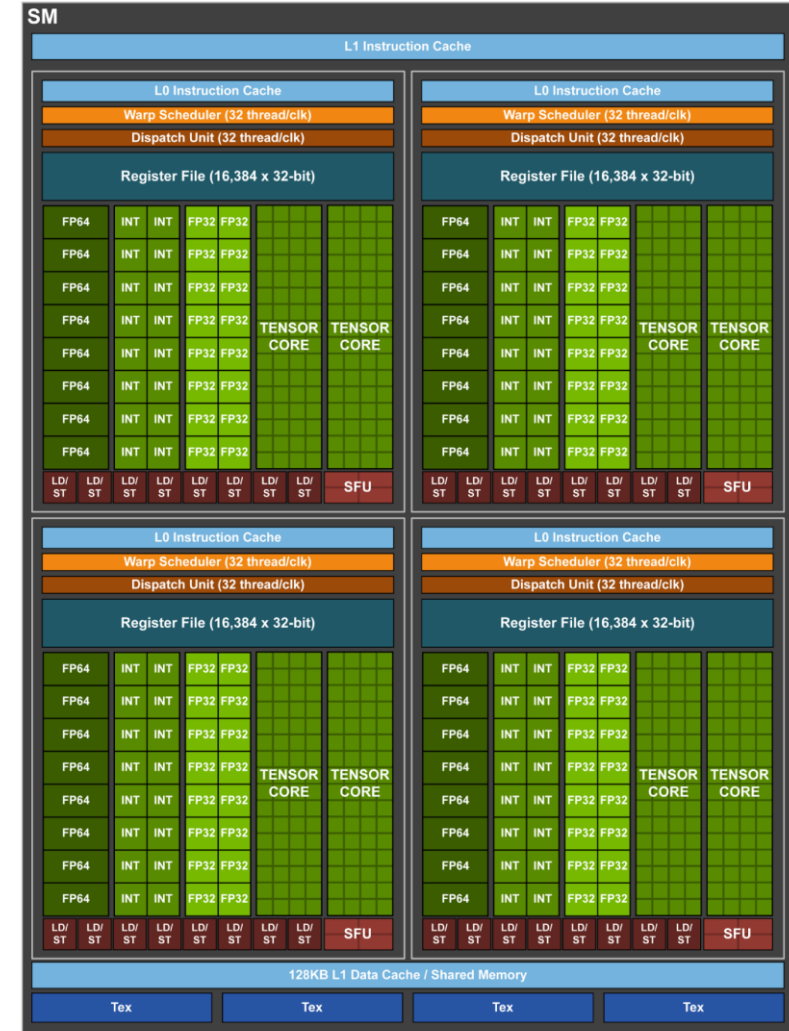 SM
L1 Instruction Cache
L0 Instruction Cache
Warp Scheduler (32 thread/clk)
Dispatch Unit (32 thread/clk)
Register File (16,384 x 32-bit)
FP64 INT INT FP32 FP32
FP64 INT INT FP32 FP32
FP64 INT INT FP32 FP32
FP64 INT INT FP32 FP32
TENSOR CORE TENSOR CORE
FP64 INT INT FP32 FP32
FP64 INT INT FP32 FP32
FP64 INT INT FP32 FP32
FP64 INT INT FP32 FP32
LD/ST LD/ST LD/ST LD/ST LD/ST LD/ST LD/ST LD/ST SFU
L0 Instruction Cache
Warp Scheduler (32 thread/clk)
Dispatch Unit (32 thread/clk)
Register File (16,384 x 32-bit)
FP64 INT INT FP32 FP32
FP64 INT INT FP32 FP32
FP64 INT INT FP32 FP32
FP64 INT INT FP32 FP32
TENSOR CORE TENSOR CORE
FP64 INT INT FP32 FP32
FP64 INT INT FP32 FP32
FP64 INT INT FP32 FP32
FP64 INT INT FP32 FP32
LD/ST LD/ST LD/ST LD/ST LD/ST LD/ST LD/ST LD/ST SFU
L0 Instruction Cache
Warp Scheduler (32 thread/clk)
Dispatch Unit (32 thread/clk)
Register File (16,384 x 32-bit)
FP64 INT INT FP32 FP32
FP64 INT INT FP32 FP32
FP64 INT INT FP32 FP32
FP64 INT INT FP32 FP32
TENSOR CORE TENSOR CORE
FP64 INT INT FP32 FP32
FP64 INT INT FP32 FP32
FP64 INT INT FP32 FP32
FP64 INT INT FP32 FP32
LD/ST LD/ST LD/ST LD/ST LD/ST LD/ST LD/ST LD/ST SFU
L0 Instruction Cache
Warp Scheduler (32 thread/clk)
Dispatch Unit (32 thread/clk)
Register File (16,384 x 32-bit)
FP64 INT INT FP32 FP32
FP64 INT INT FP32 FP32
FP64 INT INT FP32 FP32
FP64 INT INT FP32 FP32
TENSOR CORE TENSOR CORE
FP64 INT INT FP32 FP32
FP64 INT INT FP32 FP32
FP64 INT INT FP32 FP32
FP64 INT INT FP32 FP32
LD/ST LD/ST LD/ST LD/ST LD/ST LD/ST LD/ST LD/ST SFU
128KB L1 Data Cache / Shared Memory
Tex Tex Tex Tex